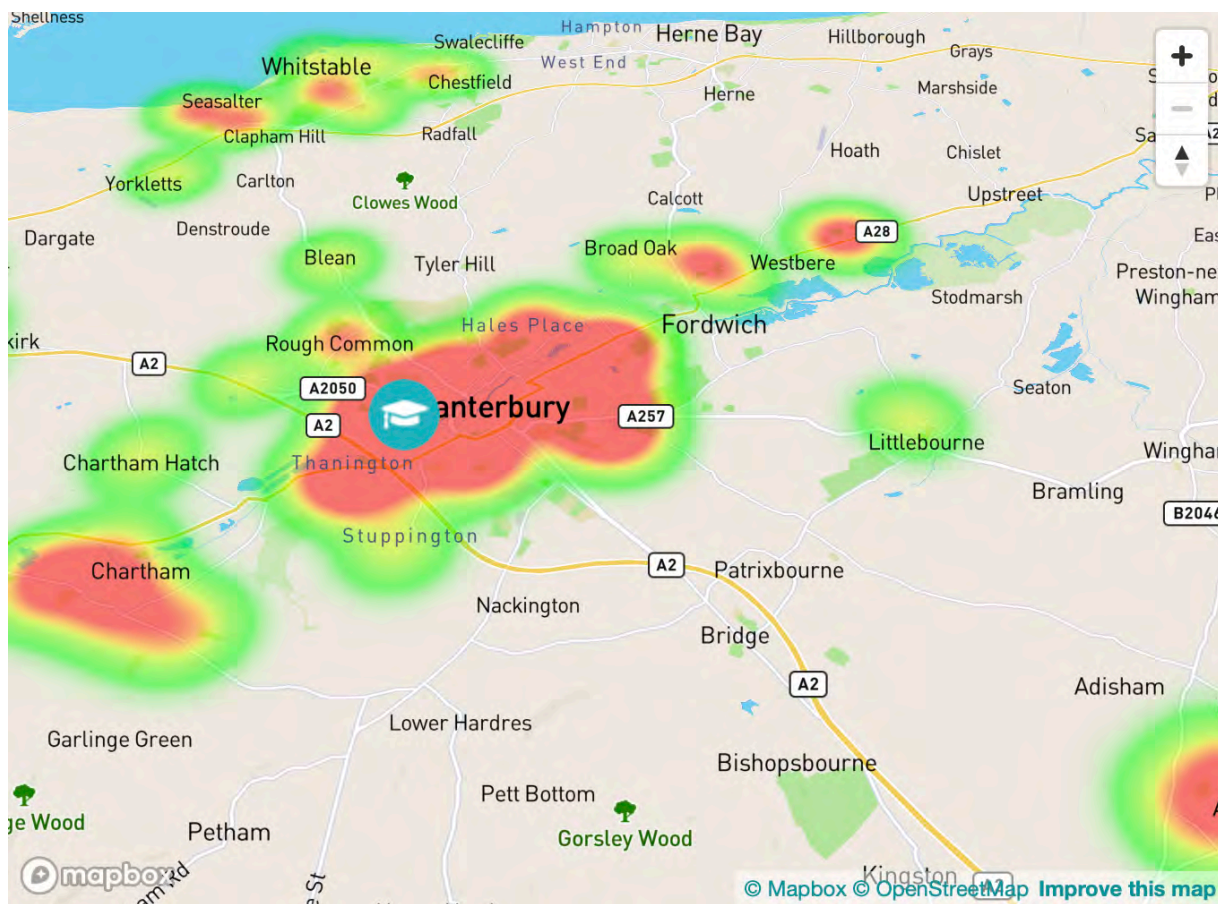 Shellness
Hampton
Swalecliffe
Herne Bay
Hillborough
Grays
Whitstable
West End
Chestfield
Herne
Marshside
Seasalter
Clapham Hill
Radfall
Hoath
Chislet
Yorkletts
Carlton
Clowes Wood
Calcott
Upstreet
Dargate
Denstroude
Blean
Tyler Hill
Broad Oak
A28
Westbere
Preston-ne
Wingham
Stodmarsh
Hales Place
Fordwich
kirk
Rough Common
A2
A2050
Seaton
anterbury
A257
A2
Littlebourne
Thanington
Chartham Hatch
Wingha
Bramling
B2046
Stuppington
Chartham
A2
Patrixbourne
Nackington
Bridge
A2
Adisham
Lower Hardres
Garlinge Green
Bishopsbourne
Pett Bottom
ge Wood
Petham
Gorsley Wood
mapbox
Kingston
A2
© Mapbox © OpenStreetMap Improve this map